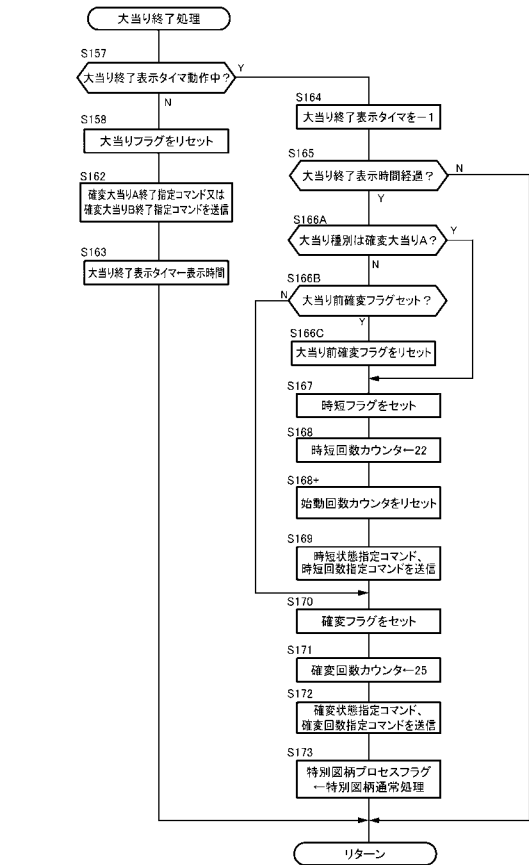 大当り終了処理
S157
大当り終了表示タイマ動作中？
Y
N
S158
大当りフラグをリセット
S162
確変大当りA終了指定コマンド又は
確変大当りB終了指定コマンドを送信
S163
大当り終了表示タイマ←表示時間
S164
大当り終了表示タイマを－1
S165
大当り終了表示時間経過？
N
Y
S166A
大当り種別は確変大当りA？
Y
N
S166B
大当り前確変フラグセット？
N
Y
S166C
大当り前確変フラグをリセット
S167
時短フラグをセット
S168
時短回数カウンタ←22
S168+
始動回数カウンタをリセット
S169
時短状態指定コマンド、
時短回数指定コマンドを送信
S170
確変フラグをセット
S171
確変回数カウンタ←25
S172
確変状態指定コマンド、
確変回数指定コマンドを送信
S173
特別図柄プロセスフラグ
←特別図柄通常処理
リターン